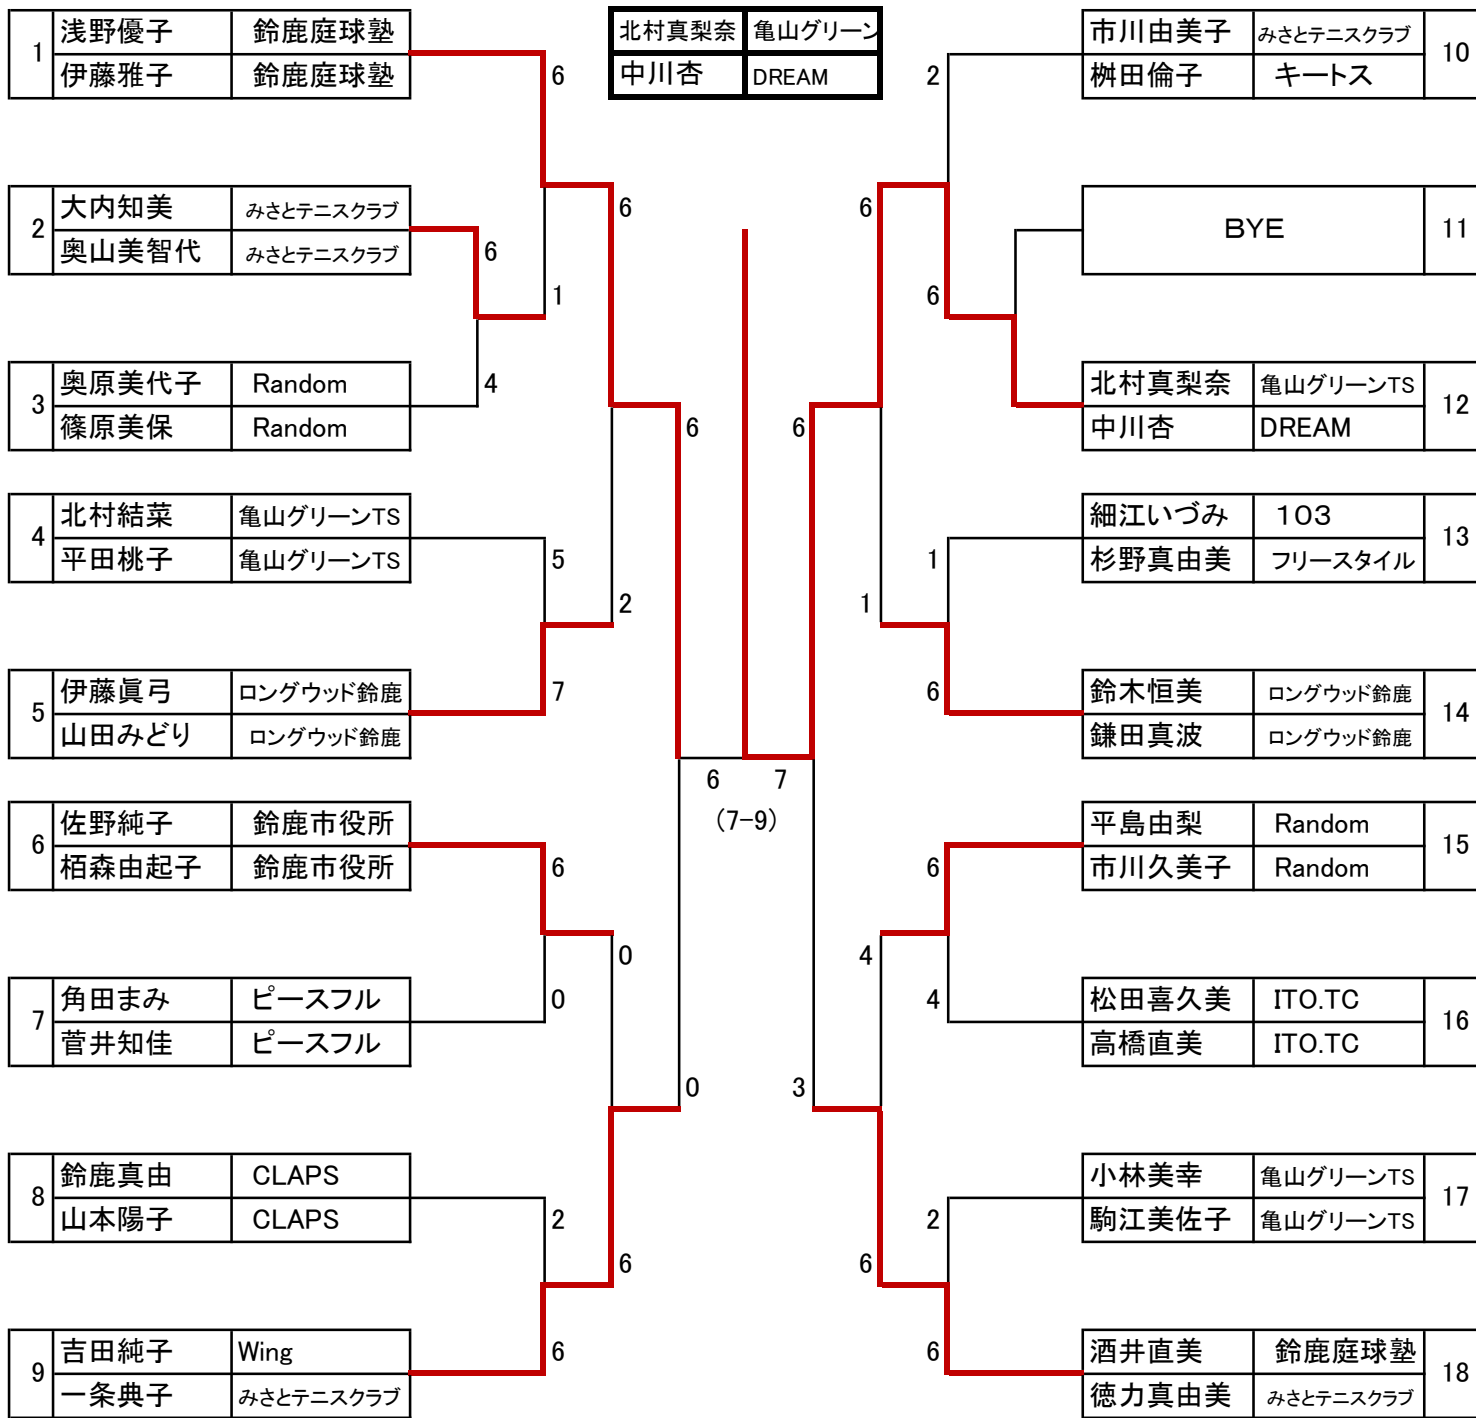 北村真梨奈 亀山グリーン
中川杏 DREAM
1 浅野優子 鈴鹿庭球塾
伊藤雅子 鈴鹿庭球塾
6
2 大内知美 みさとテニスクラブ
奥山美智代 みさとテニスクラブ
6
6
1
3 奥原美代子 Random
篠原美保 Random
4
6
4 北村結菜 亀山グリーンTS
平田桃子 亀山グリーンTS
5
2
5 伊藤眞弓 ロングウッド鈴鹿
山田みどり ロングウッド鈴鹿
7
6 7
(7-9)
6 佐野純子 鈴鹿市役所
栢森由起子 鈴鹿市役所
6
0
7 角田まみ ピースフル
菅井知佳 ピースフル
0
0
8 鈴鹿真由 CLAPS
山本陽子 CLAPS
2
6
9 吉田純子 Wing
一条典子 みさとテニスクラブ
6
市川由美子 みさとテニスクラブ 10
桝田倫子 キートス
2
6
BYE 11
6
北村真梨奈 亀山グリーンTS 12
中川杏 DREAM
6
細江いづみ 103 13
杉野真由美 フリースタイル
1
1
鈴木恒美 ロングウッド鈴鹿 14
鎌田真波 ロングウッド鈴鹿
6
平島由梨 Random 15
市川久美子 Random
6
4
松田喜久美 ITO.TC 16
高橋直美 ITO.TC
4
3
小林美幸 亀山グリーンTS 17
駒江美佐子 亀山グリーンTS
2
6
酒井直美 鈴鹿庭球塾 18
徳力真由美 みさとテニスクラブ
6